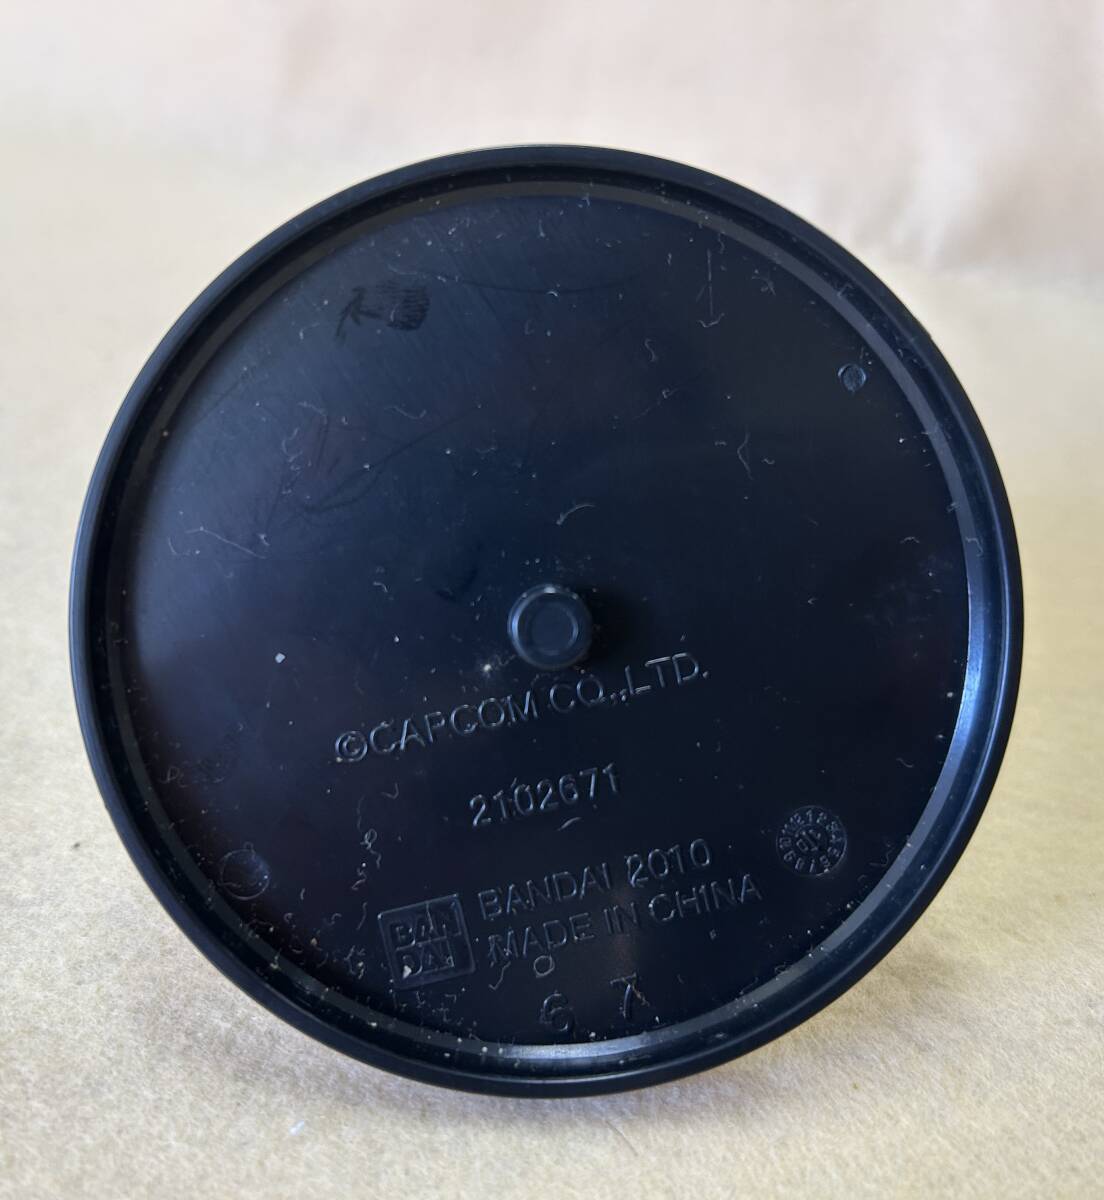 ©CAPCOM CO.,LTD.
2102671
BANDAI 2010
BAN
DAI
MADE IN CHINA
6 7